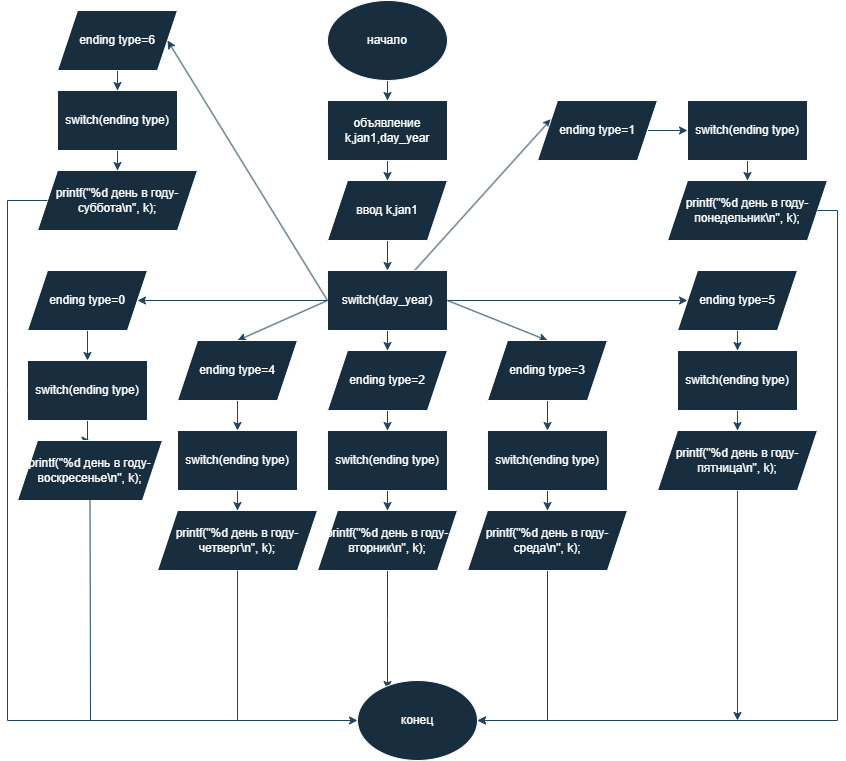 ending type=6
начало
switch(ending type)
объявление
k,jan1,day_year
ending type=1
switch(ending type)
printf("%d день в году-
суббота\n", k);
ввод k,jan1
printf("%d день в году-
понедельник\n", k);
ending type=0
switch(day_year)
ending type=5
switch(ending type)
ending type=4
ending type=2
ending type=3
switch(ending type)
printf("%d день в году-
воскресенье\n", k);
switch(ending type)
switch(ending type)
switch(ending type)
printf("%d день в году-
пятница\n", k);
printf("%d день в году-
четверг\n", k);
printf("%d день в году-
вторник\n", k);
printf("%d день в году-
среда\n", k);
конец